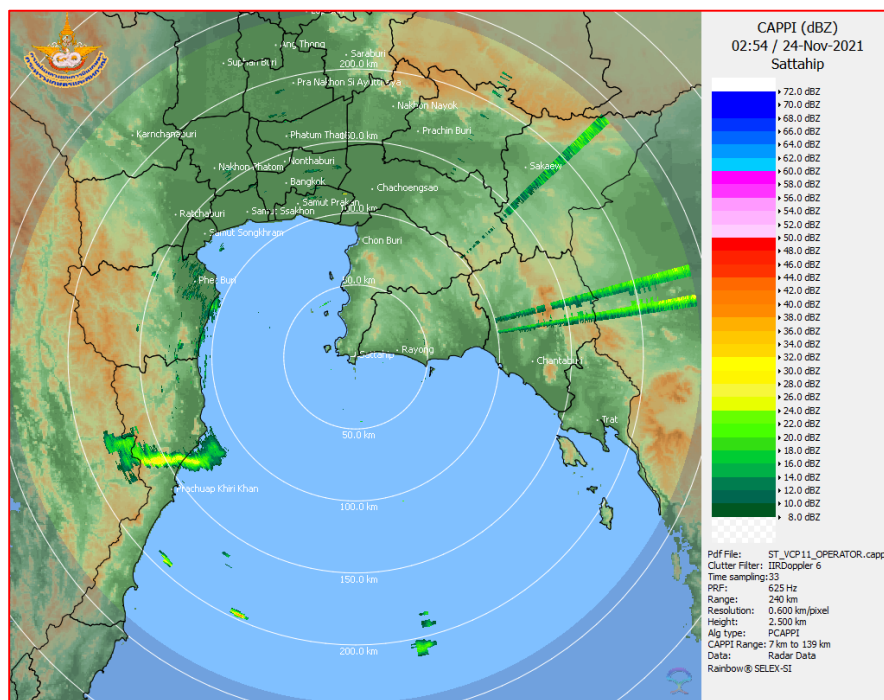 CAPPI (dBZ)
02:54 / 24-Nov-2021
Sattahip
72.0 dBZ
70.0 dBZ
68.0 dBZ
66.0 dBZ
64.0 dBZ
62.0 dBZ
60.0 dBZ
58.0 dBZ
56.0 dBZ
54.0 dBZ
52.0 dBZ
50.0 dBZ
48.0 dBZ
46.0 dBZ
44.0 dBZ
42.0 dBZ
40.0 dBZ
38.0 dBZ
36.0 dBZ
34.0 dBZ
32.0 dBZ
30.0 dBZ
28.0 dBZ
26.0 dBZ
24.0 dBZ
22.0 dBZ
20.0 dBZ
18.0 dBZ
16.0 dBZ
14.0 dBZ
12.0 dBZ
10.0 dBZ
8.0 dBZ
Pdf File: ST_VCP11_OPERATOR.capp
Clutter Filter: IIRDoppler 6
Time sampling:33
PRF: 625 Hz
Range: 240 km
Resolution: 0.600 km/pixel
Height: 2.500 km
Alg type: PCAPPI
CAPPI Range: 7 km to 139 km
Data: Radar Data
Rainbow® SELEX-SI
Ang Thong
Saraburi
Suphan Buri
200.0 km
Pra Nakhon Si Ayutthaya
Nakhon Nayok
Karnchanaburi
Phatum Thani
Prachin Buri
Nonthaburi
Nakhon Phatom
Sakaew
Bangkok
Chachoengsao
Samut Prakan
Ratchaburi
Samut Ssakhon
Samut Songkhram
Chon Buri
Phet Buri
50.0 km
Sattahip
Rayong
Chantaburi
Trat
50.0 km
Prachuap Khiri Khan
100.0 km
150.0 km
200.0 km